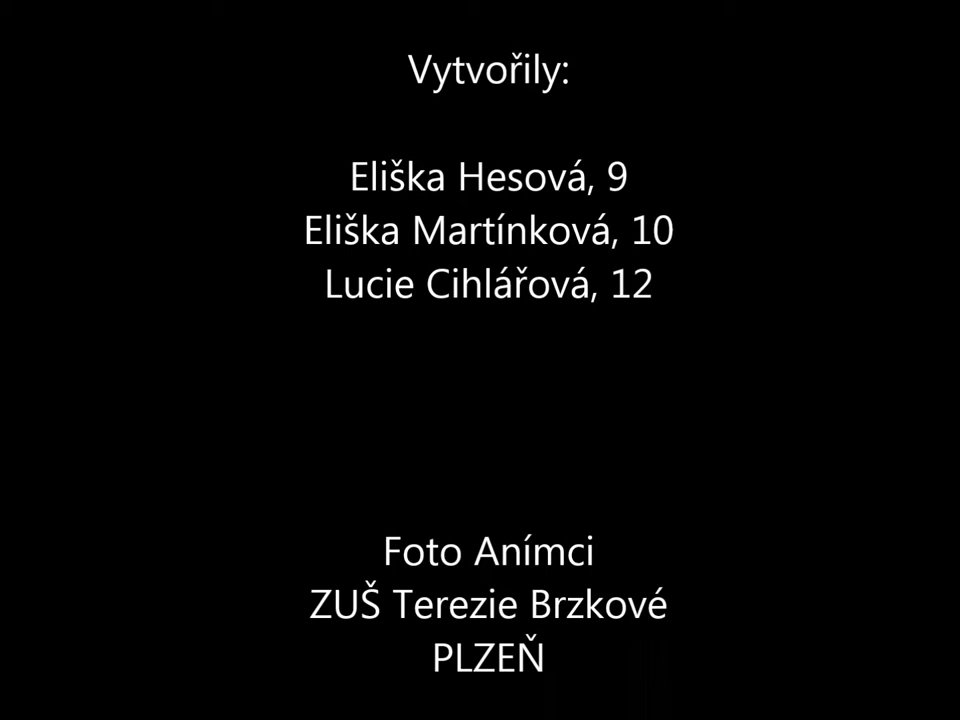 Vytvořily:
Eliška Hesová, 9
Eliška Martínková, 10
Lucie Cihlářová, 12
Foto Anímci
ZUŠ Terezie Brzkové
PLZEŇ